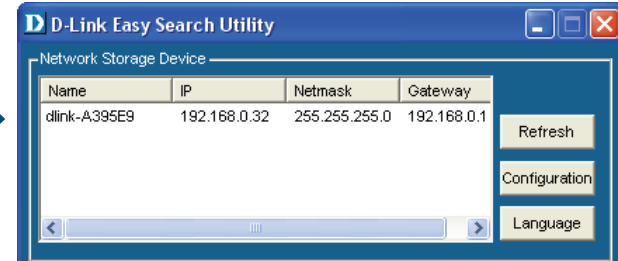 D D-Link Easy Search Utility
Network Storage Device
Name IP Netmask Gateway
dlink-A395E9 192.168.0.32 255.255.255.0 192.168.0.1
Refresh
Configuration
Language